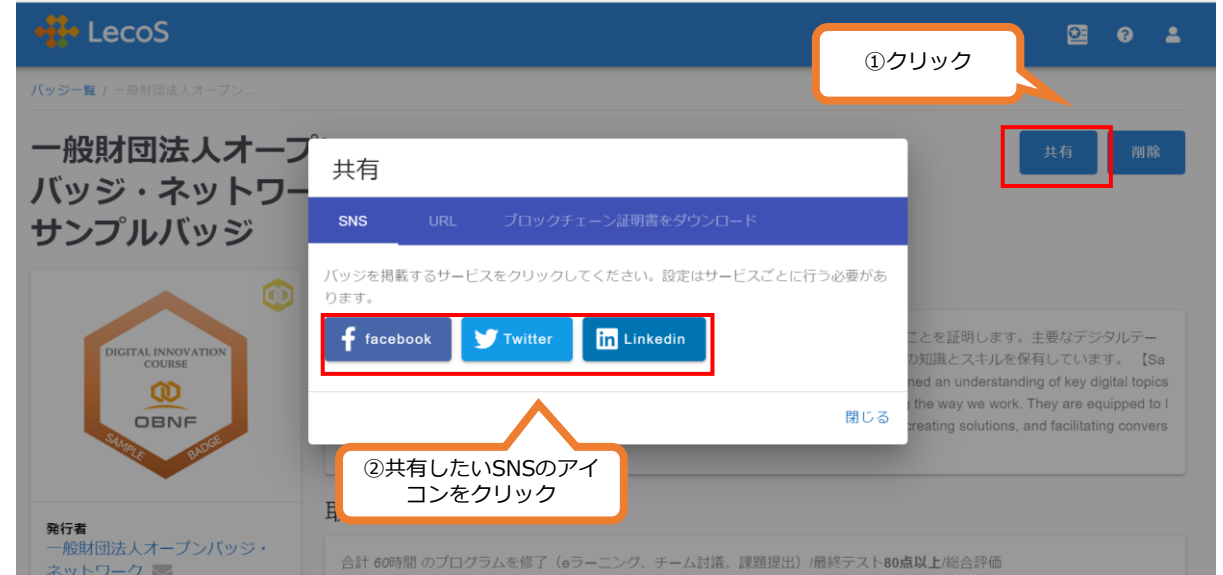 LecoS
①クリック
バッジ一覧 / 一般財団法人オープン...
一般財団法人オープ
バッジ・ネットワー
サンプルバッジ
共有
削除
共有
SNS
URL
ブロックチェーン証明書をダウンロード
バッジを掲載するサービスをクリックしてください。設定はサービスごとに行う必要があ
ります。
facebook
Twitter
Linkedin
閉じる
②共有したいSNSのアイ
コンをクリック
DIGITAL INNOVATION
COURSE
OBNF
SAMPLE BADGE
ことを証明します。主要なデジタルテー
の知識とスキルを保有しています。 【Sa
ned an understanding of key digital topics
the way we work. They are equipped to l
creating solutions, and facilitating convers
発行者
一般財団法人オープンバッジ・
ネットワーク
合計 60時間 のプログラムを修了（eラーニング、チーム討議、課題提出）/最終テスト80点以上/総合評価